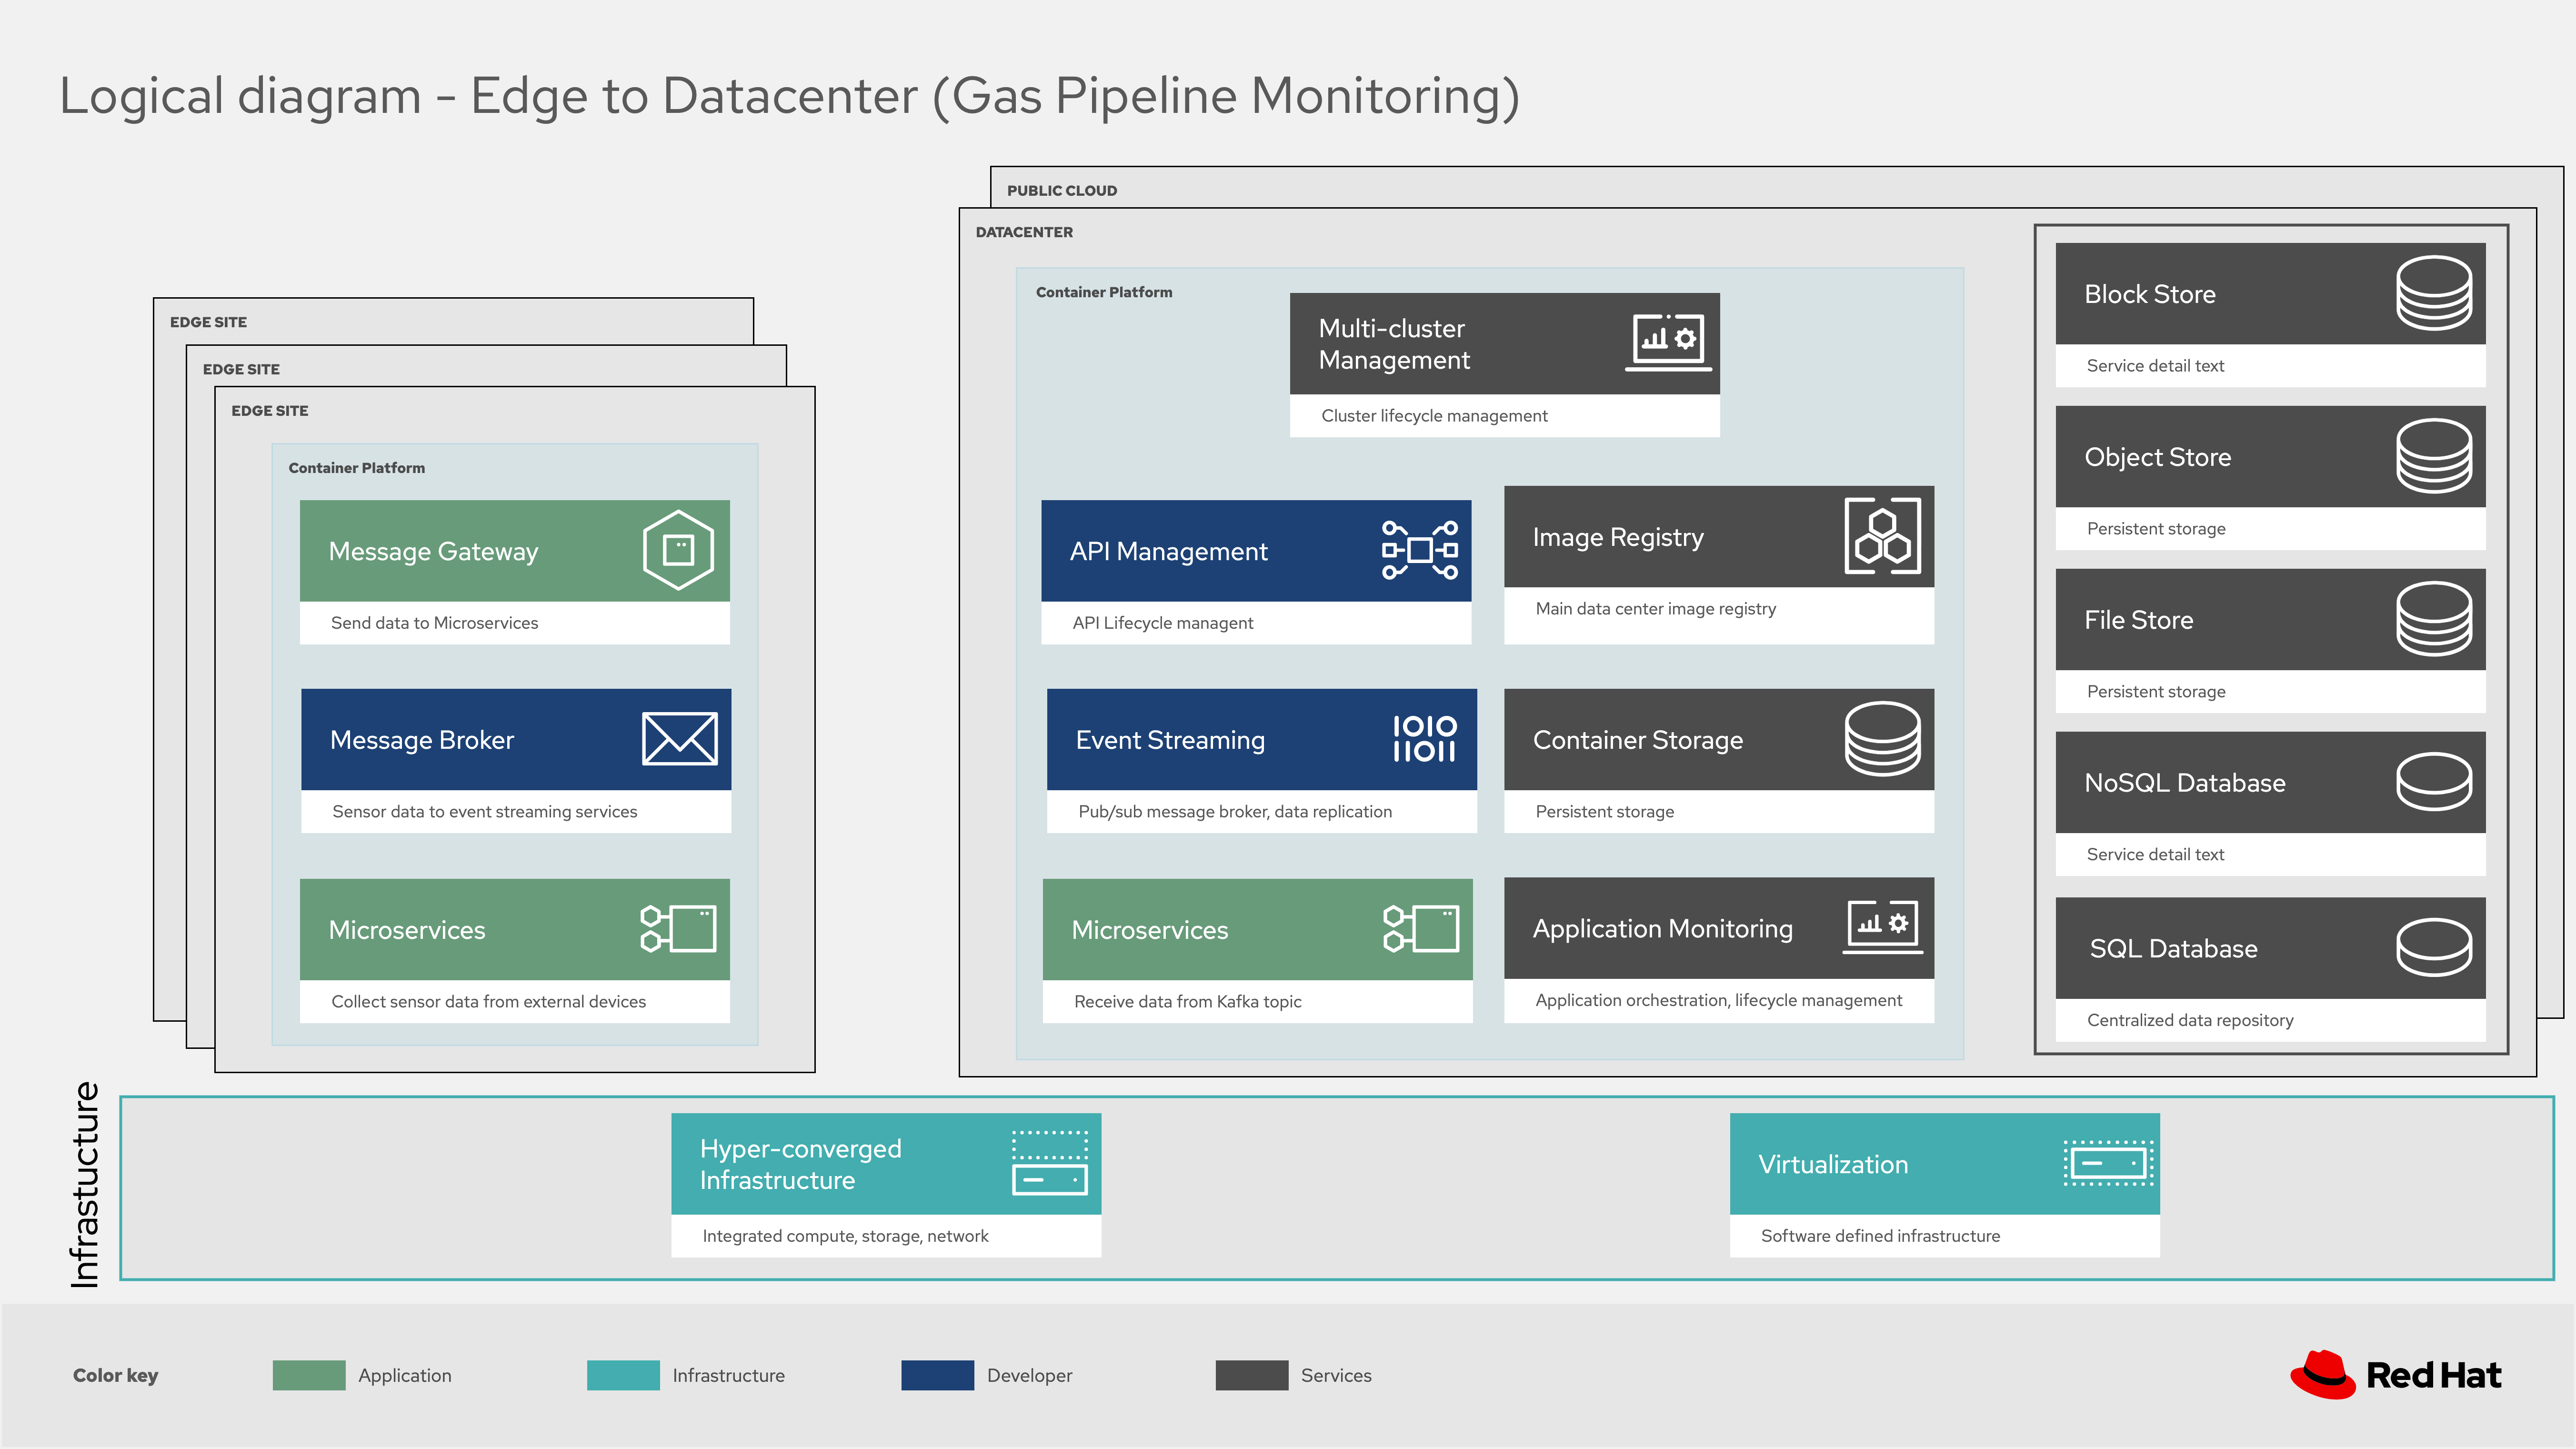 Logical diagram - Edge to Datacenter (Gas Pipeline Monitoring)
EDGE SITE
EDGE SITE
EDGE SITE
Container Platform
Message Gateway
Send data to Microservices
Message Broker
Sensor data to event streaming services
Microservices
Collect sensor data from external devices
PUBLIC CLOUD
DATACENTER
Container Platform
Multi-cluster
Management
Cluster lifecycle management
API Management
API Lifecycle managent
Image Registry
Main data center image registry
Event Streaming
1010
11011
Pub/sub message broker, data replication
Container Storage
Persistent storage
Microservices
Receive data from Kafka topic
Application Monitoring
Application orchestration, lifecycle management
Block Store
Service detail text
Object Store
Persistent storage
File Store
Persistent storage
NoSQL Database
Service detail text
SQL Database
Centralized data repository
Infrastucture
Hyper-converged
Infrastructure
Integrated compute, storage, network
Virtualization
Software defined infrastructure
Color key
Application
Infrastructure
Developer
Services
Red Hat